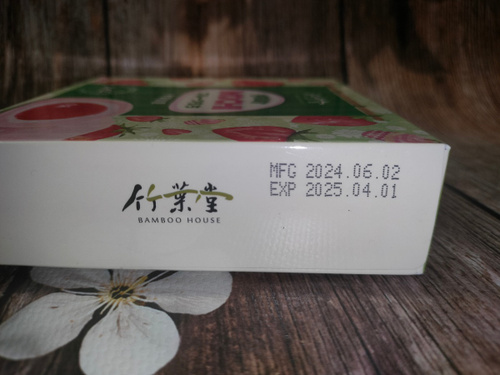 竹葉堂
BAMBOO HOUSE
MFG 2024.06.02
EXP 2025.04.01